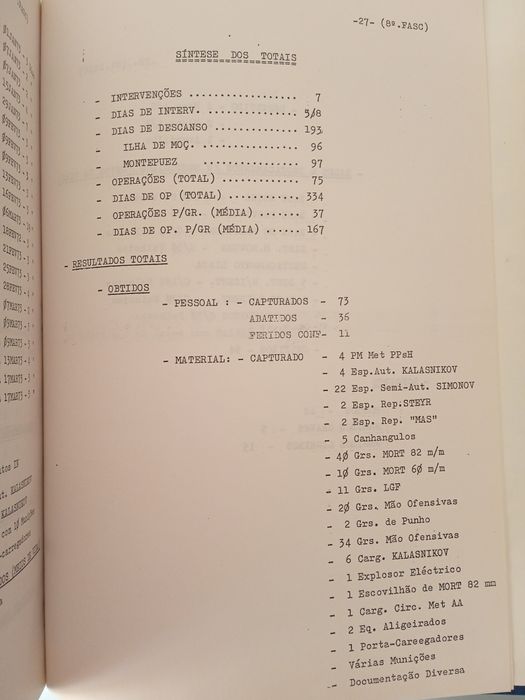 -27- (8º.FASC)
SÍNTESE DOS TOTAIS
- INTERVENÇÕES .................. 7
- DIAS DE INTERV. ............... 5/8
- DIAS DE DESCANSO .............. 193
ILHA DE MOÇ. ................ 96
MONTEPUEZ ................ 97
- OPERAÇÕES (TOTAL) ............. 75
- DIAS DE OP (TOTAL) ............ 334
- OPERAÇÕES P/GR. (MÉDIA) ....... 37
- DIAS DE OP. P/GR (MÉDIA) ...... 167
- RESULTADOS TOTAIS
- OBTIDOS
- PESSOAL : - CAPTURADOS - 73
ABATIDOS - 36
FERIDOS CONF- 11
- MATERIAL: - CAPTURADO - 4 PM Met PPsH
- 4 Esp.Aut. KALASNIKOV
- 22 Esp. Semi-Aut. SIMONOV
- 2 Esp. Rep.STEYR
- 2 Esp. Rep. "MAS"
- 5 Canhangulos
- 4Ø Grs. MORT 82 m/m
- 1Ø Grs. MORT 6Ø m/m
- 11 Grs. LGF
- 2Ø Grs. Mão Ofensivas
- 2 Grs. de Punho
- 34 Grs. Mão Ofensivas
- 6 Carg. KALASNIKOV
- 1 Explosor Eléctrico
- 1 Escovilhão de MORT 82 mm
- 1 Carg. Circ. Met AA
- 2 Eq. Aligeirados
- 1 Porta-Careegadores
- Várias Munições
- Documentação Diversa